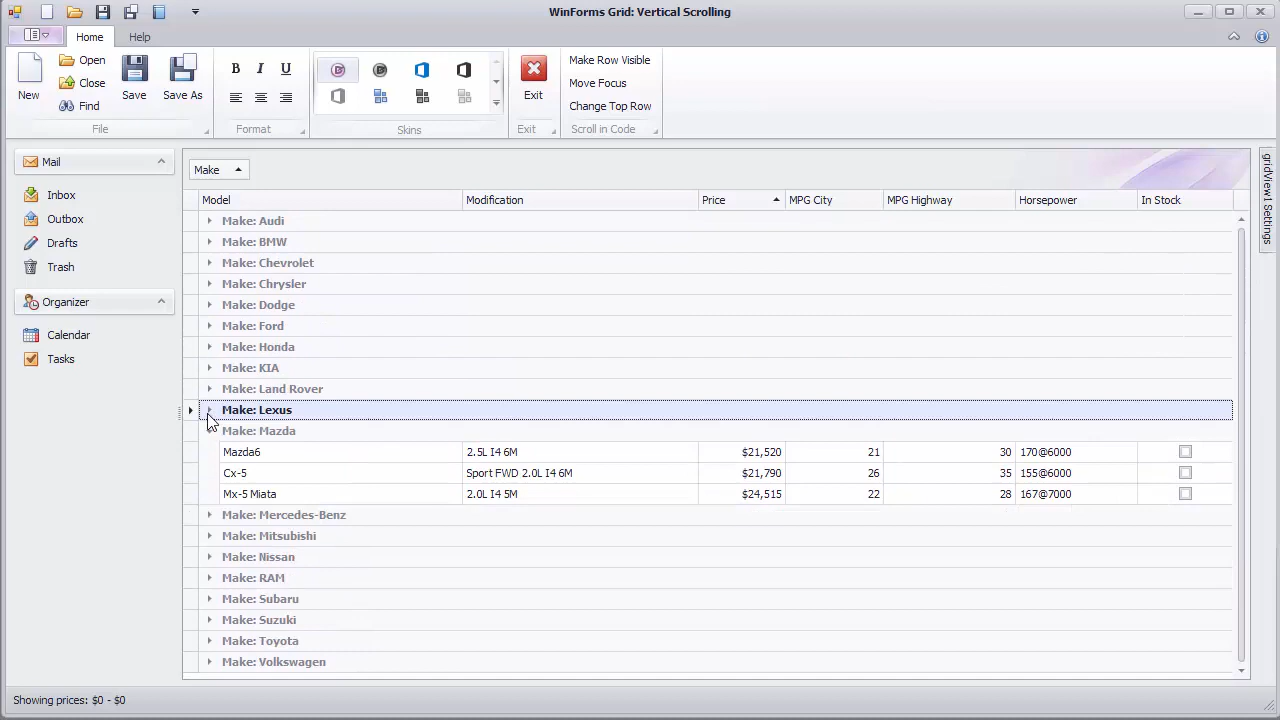 WinForms Grid: Vertical Scrolling
Home
Help
New
Open
Close
Find
Save
Save As
File
B I U
Format
Skins
Exit
Exit
Make Row Visible
Move Focus
Change Top Row
Scroll in Code
Mail
Inbox
Outbox
Drafts
Trash
Organizer
Calendar
Tasks
Make
Model Modification Price MPG City MPG Highway Horsepower In Stock
Make: Audi
Make: BMW
Make: Chevrolet
Make: Chrysler
Make: Dodge
Make: Ford
Make: Honda
Make: KIA
Make: Land Rover
Make: Lexus
Make: Mazda
Mazda6 2.5L I4 6M $21,520 21 30 170@6000
Cx-5 Sport FWD 2.0L I4 6M $21,790 26 35 155@6000
Mx-5 Miata 2.0L I4 5M $24,515 22 28 167@7000
Make: Mercedes-Benz
Make: Mitsubishi
Make: Nissan
Make: RAM
Make: Subaru
Make: Suzuki
Make: Toyota
Make: Volkswagen
gridView1 Settings
Showing prices: $0 - $0